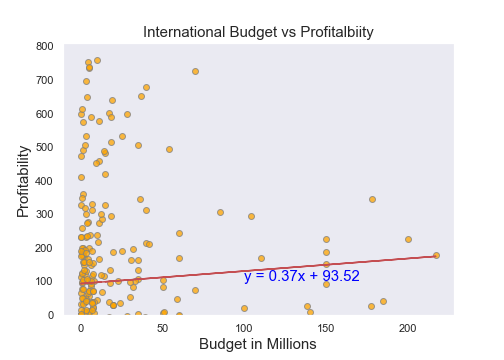 International Budget vs Profitalbiity
800
700
600
500
400
300
200
100
0
Profitability
y = 0.37x + 93.52
0 50 100 150 200
Budget in Millions